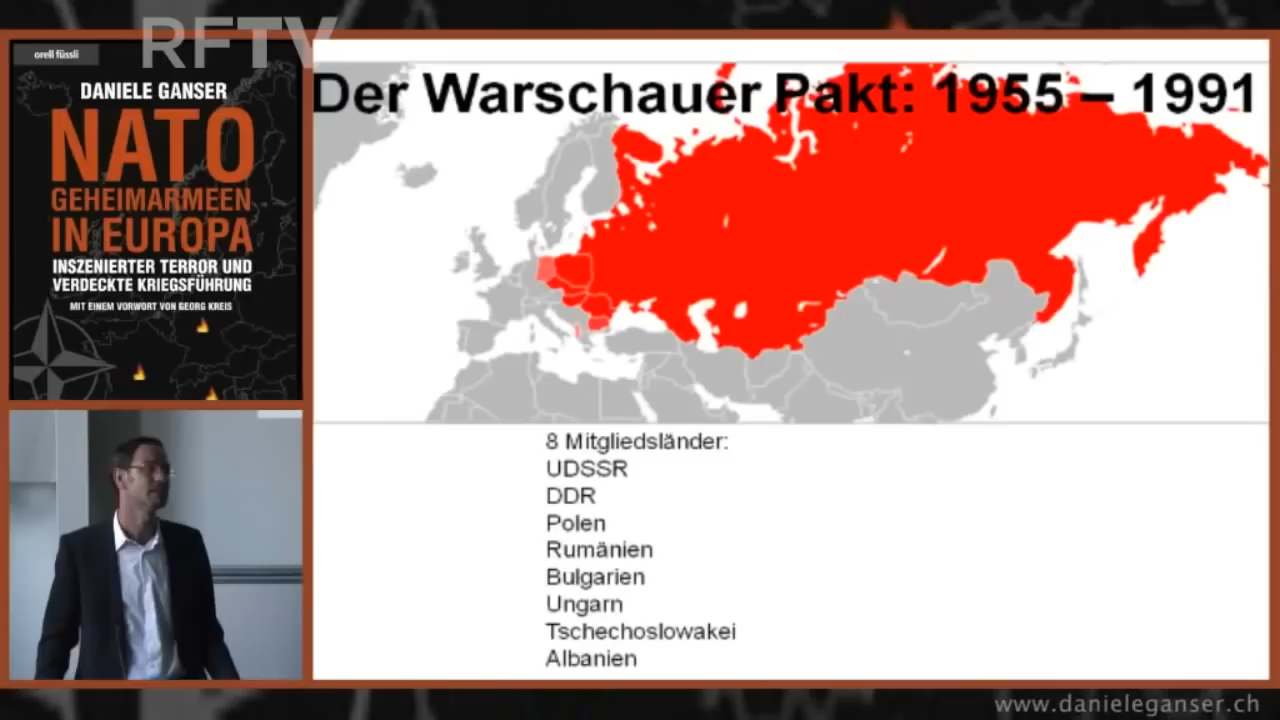 RFTV
orell füssli
DANIELE GANSER
NATO
GEHEIMARMEEN
IN EUROPA
INSZENIERTER TERROR UND
VERDECKTE KRIEGSFÜHRUNG
MIT EINEM VORWORT VON GEORG KREIS
Der Warschauer Pakt: 1955 – 1991
8 Mitgliedsländer:
UDSSR
DDR
Polen
Rumänien
Bulgarien
Ungarn
Tschechoslowakei
Albanien
www.danieleganser.ch